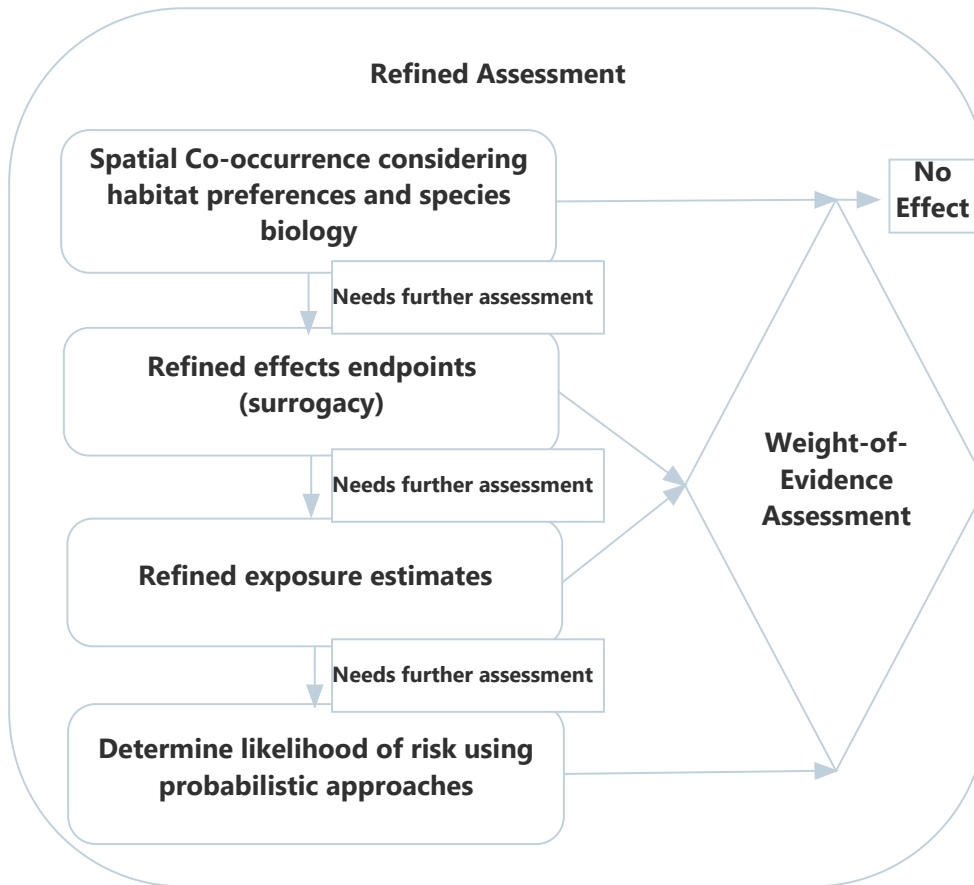 Refined Assessment
Spatial Co-occurrence considering
habitat preferences and species
biology
No
Effect
Needs further assessment
Refined effects endpoints
(surrogacy)
Weight-of-
Evidence
Assessment
Needs further assessment
Refined exposure estimates
Needs further assessment
Determine likelihood of risk using
probabilistic approaches